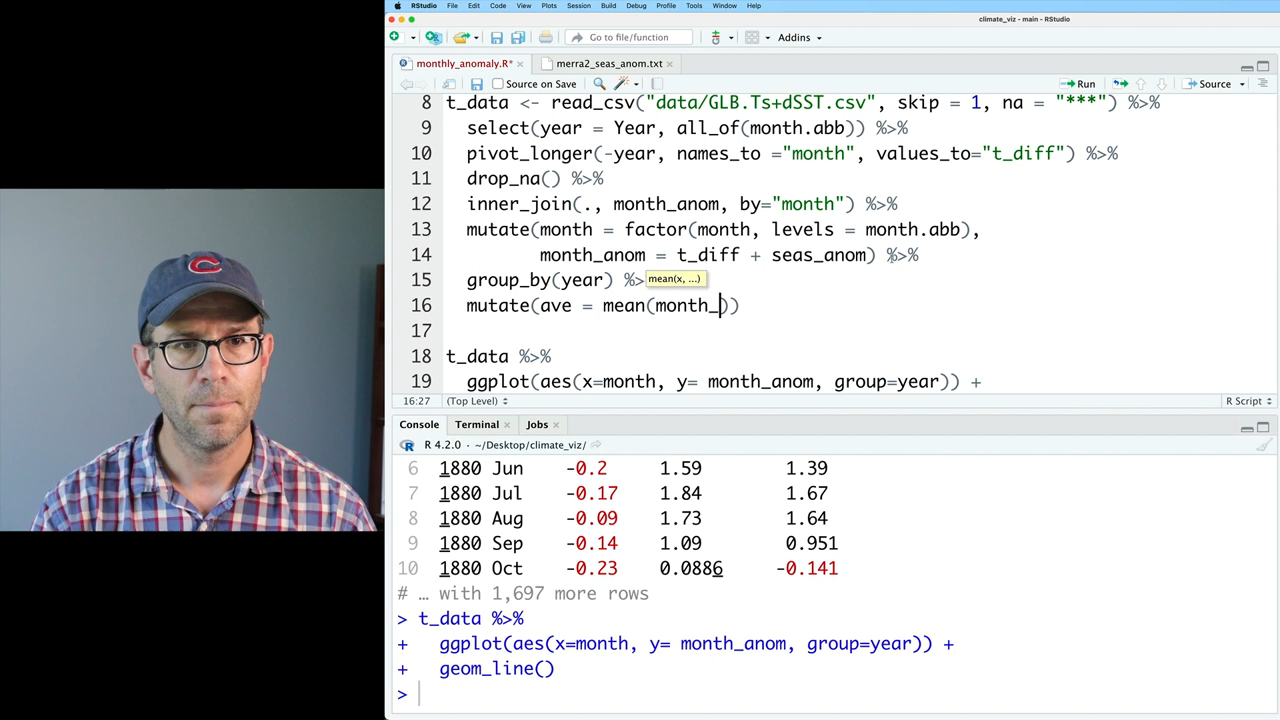 RStudio File Edit Code View Plots Session Build Debug Profile Tools Window Help
climate_viz - main - RStudio
Go to file/function Addins
monthly_anomaly.R* merra2_seas_anom.txt
Source on Save Run Source
8 t_data <- read_csv("data/GLB.Ts+dSST.csv", skip = 1, na = "***") %>%
9 select(year = Year, all_of(month.abb)) %>%
10 pivot_longer(-year, names_to ="month", values_to="t_diff") %>%
11 drop_na() %>%
12 inner_join(., month_anom, by="month") %>%
13 mutate(month = factor(month, levels = month.abb),
14 month_anom = t_diff + seas_anom) %>%
15 group_by(year) %>
mean(x, ...)
16 mutate(ave = mean(month_))
17
18 t_data %>%
19 ggplot(aes(x=month, y= month_anom, group=year)) +
16:27 (Top Level) R Script
Console Terminal Jobs
R 4.2.0 · ~/Desktop/climate_viz/
6 1880 Jun -0.2 1.59 1.39
7 1880 Jul -0.17 1.84 1.67
8 1880 Aug -0.09 1.73 1.64
9 1880 Sep -0.14 1.09 0.951
10 1880 Oct -0.23 0.0886 -0.141
# … with 1,697 more rows
> t_data %>%
+ ggplot(aes(x=month, y= month_anom, group=year)) +
+ geom_line()
>